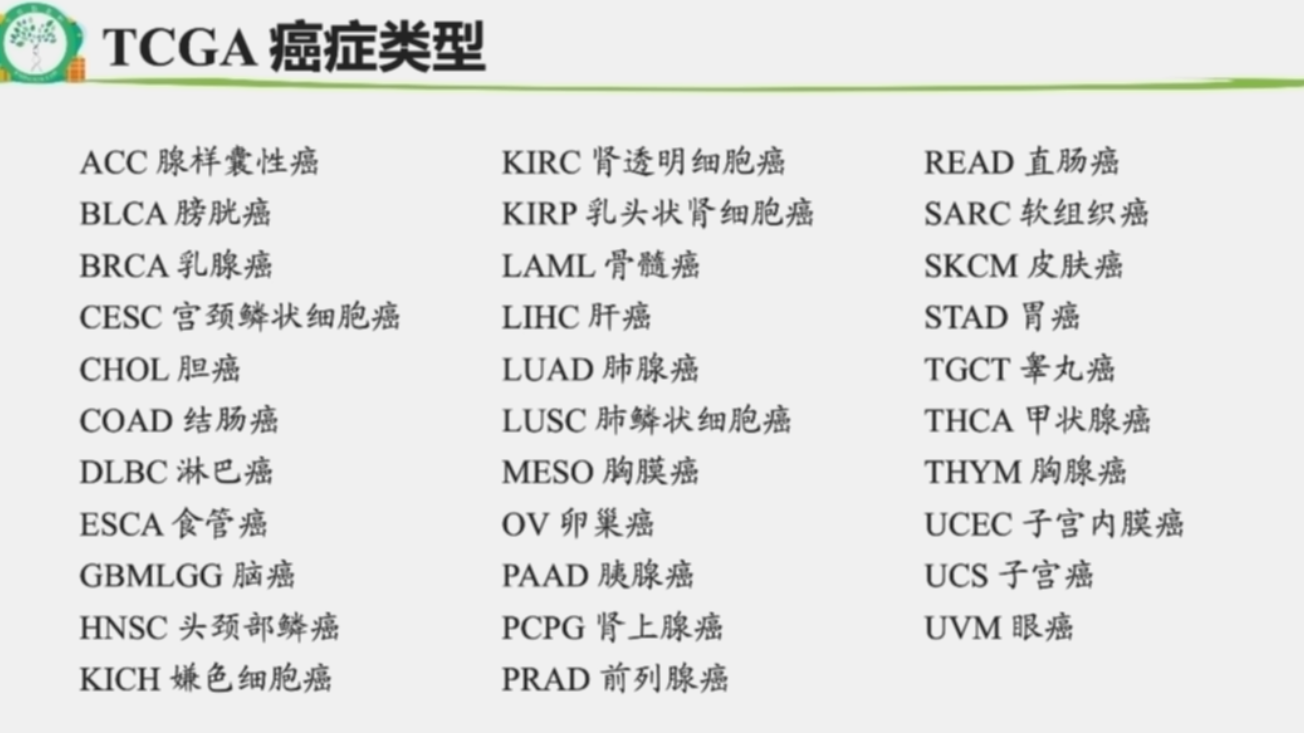 TCGA 癌症类型
ACC 腺样囊性癌
BLCA 膀胱癌
BRCA 乳腺癌
CESC 宫颈鳞状细胞癌
CHOL 胆癌
COAD 结肠癌
DLBC 淋巴癌
ESCA 食管癌
GBMLGG 脑癌
HNSC 头颈部鳞癌
KICH 嫌色细胞癌
KIRC 肾透明细胞癌
KIRP 乳头状肾细胞癌
LAML 骨髓癌
LIHC 肝癌
LUAD 肺腺癌
LUSC 肺鳞状细胞癌
MESO 胸膜癌
OV 卵巢癌
PAAD 胰腺癌
PCPG 肾上腺癌
PRAD 前列腺癌
READ 直肠癌
SARC 软组织癌
SKCM 皮肤癌
STAD 胃癌
TGCT 睾丸癌
THCA 甲状腺癌
THYM 胸腺癌
UCEC 子宫内膜癌
UCS 子宫癌
UVM 眼癌